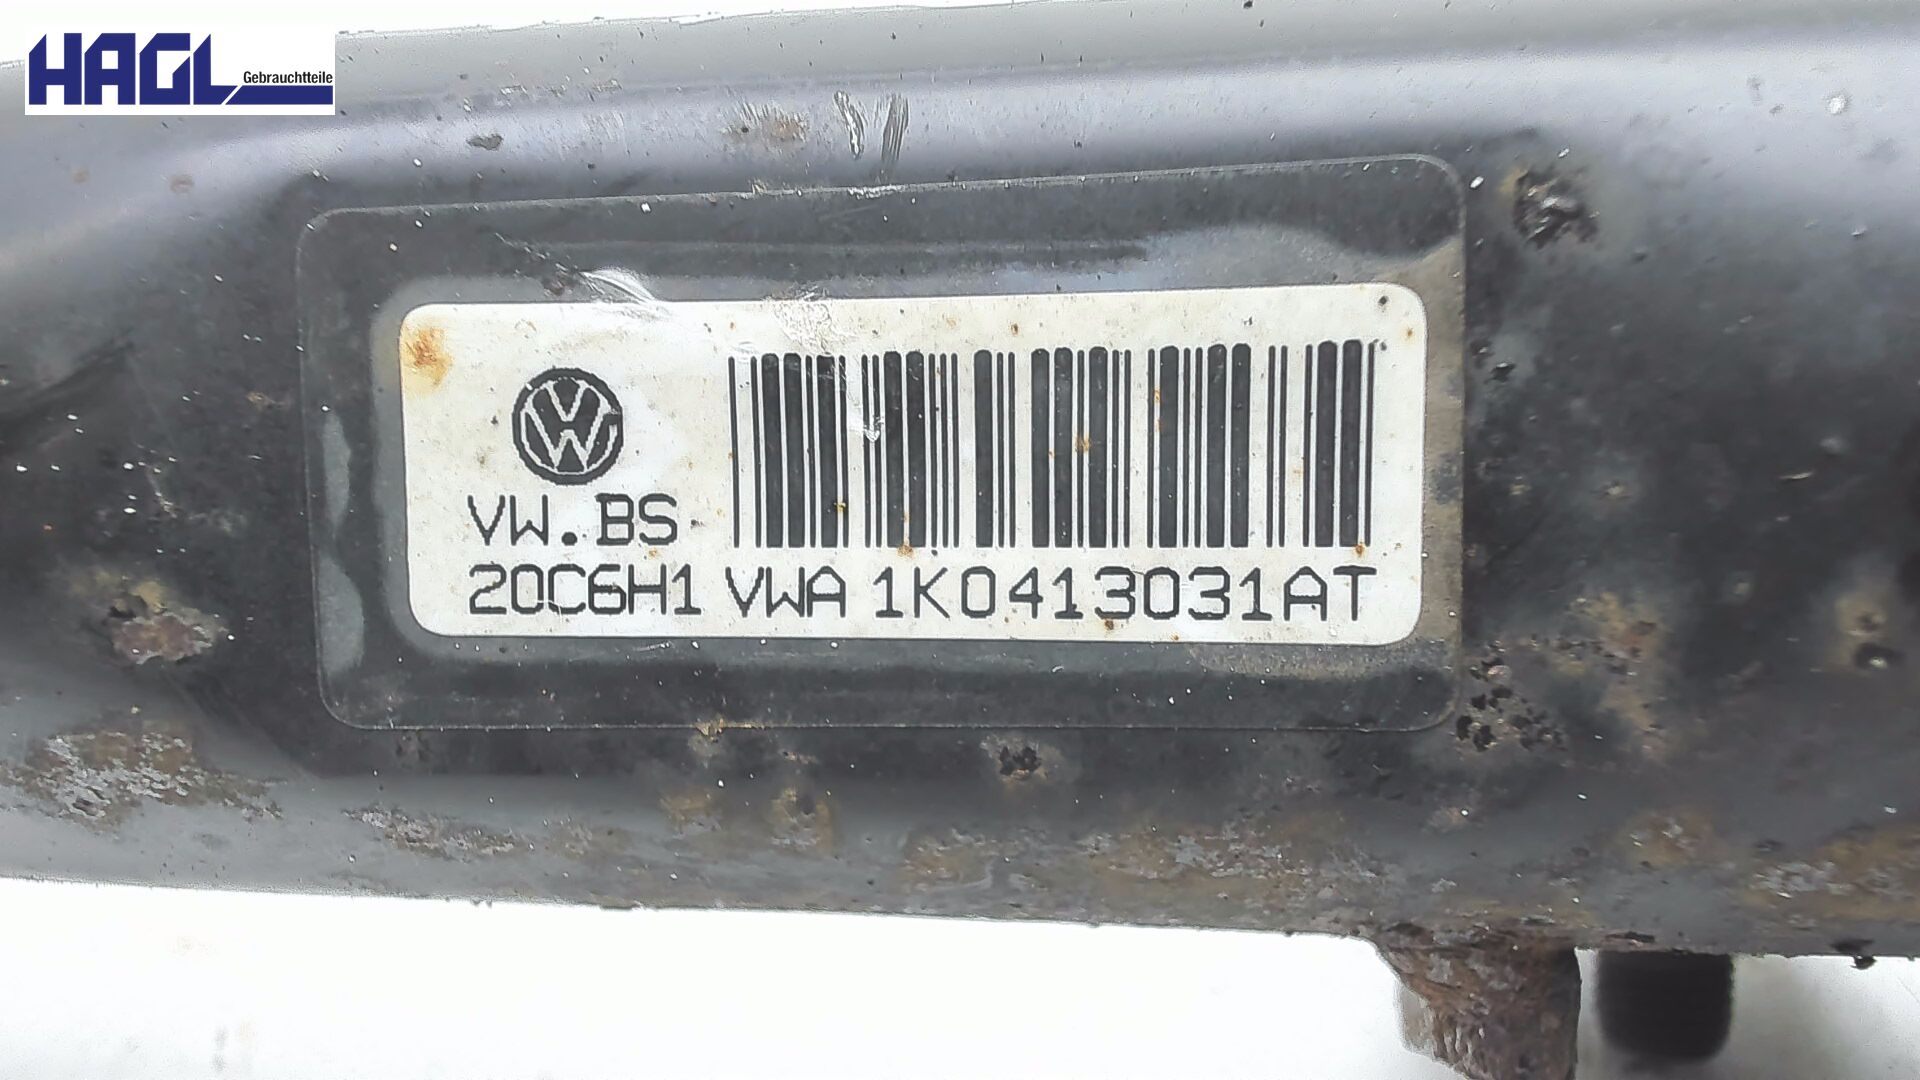 HAGL
Gebrauchtteile
VW.BS
20C6H1 VWA 1K0413031AT